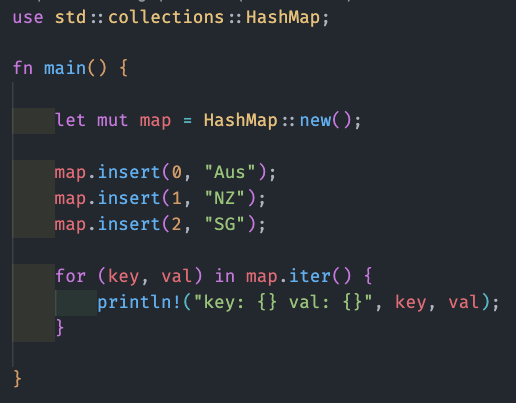 use std::collections::HashMap;
fn main() {
let mut map = HashMap::new();
map.insert(0, "Aus");
map.insert(1, "NZ");
map.insert(2, "SG");
for (key, val) in map.iter() {
println!("key: {} val: {}", key, val);
}
}